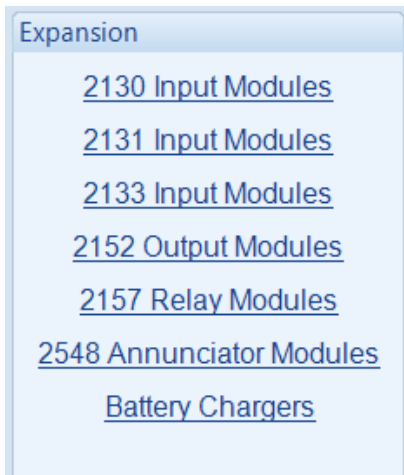 Expansion
2130 Input Modules
2131 Input Modules
2133 Input Modules
2152 Output Modules
2157 Relay Modules
2548 Annunciator Modules
Battery Chargers